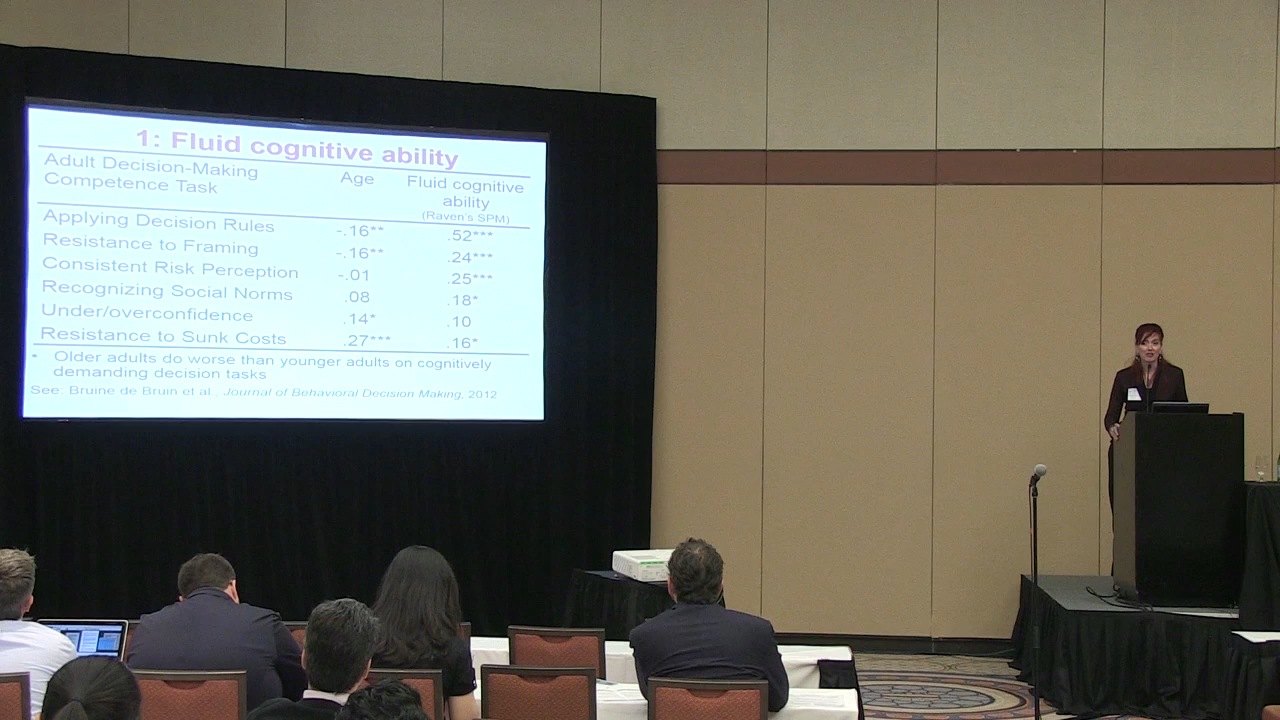 1: Fluid cognitive ability
Adult Decision-Making Age Fluid cognitive
Competence Task ability
(Raven's SPM)
Applying Decision Rules -.16** .52***
Resistance to Framing -.16** .24***
Consistent Risk Perception -.01 .25***
Recognizing Social Norms .08 .18*
Under/overconfidence .14* .10
Resistance to Sunk Costs .27*** .16*
• Older adults do worse than younger adults on cognitively
demanding decision tasks
See: Bruine de Bruin et al., Journal of Behavioral Decision Making, 2012